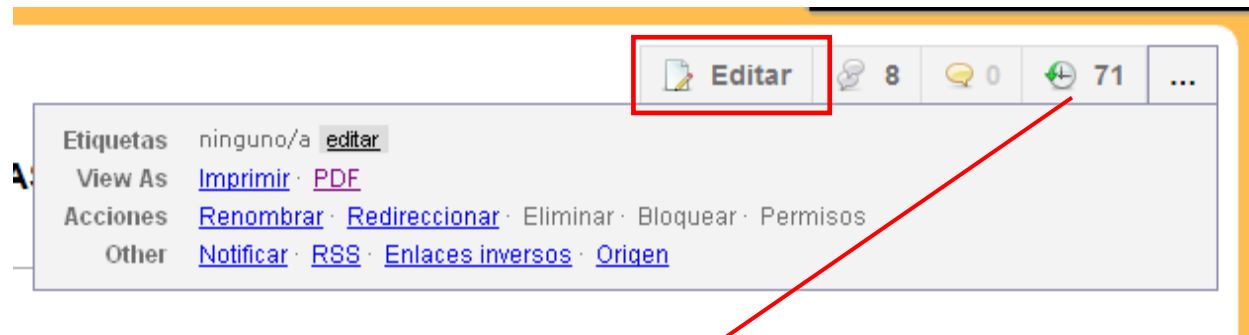 Editar 8 0 71 ...
Etiquetas ninguno/a editar
View As Imprimir · PDF
Acciones Renombrar · Redireccionar · Eliminar · Bloquear · Permisos
Other Notificar · RSS · Enlaces inversos · Origen